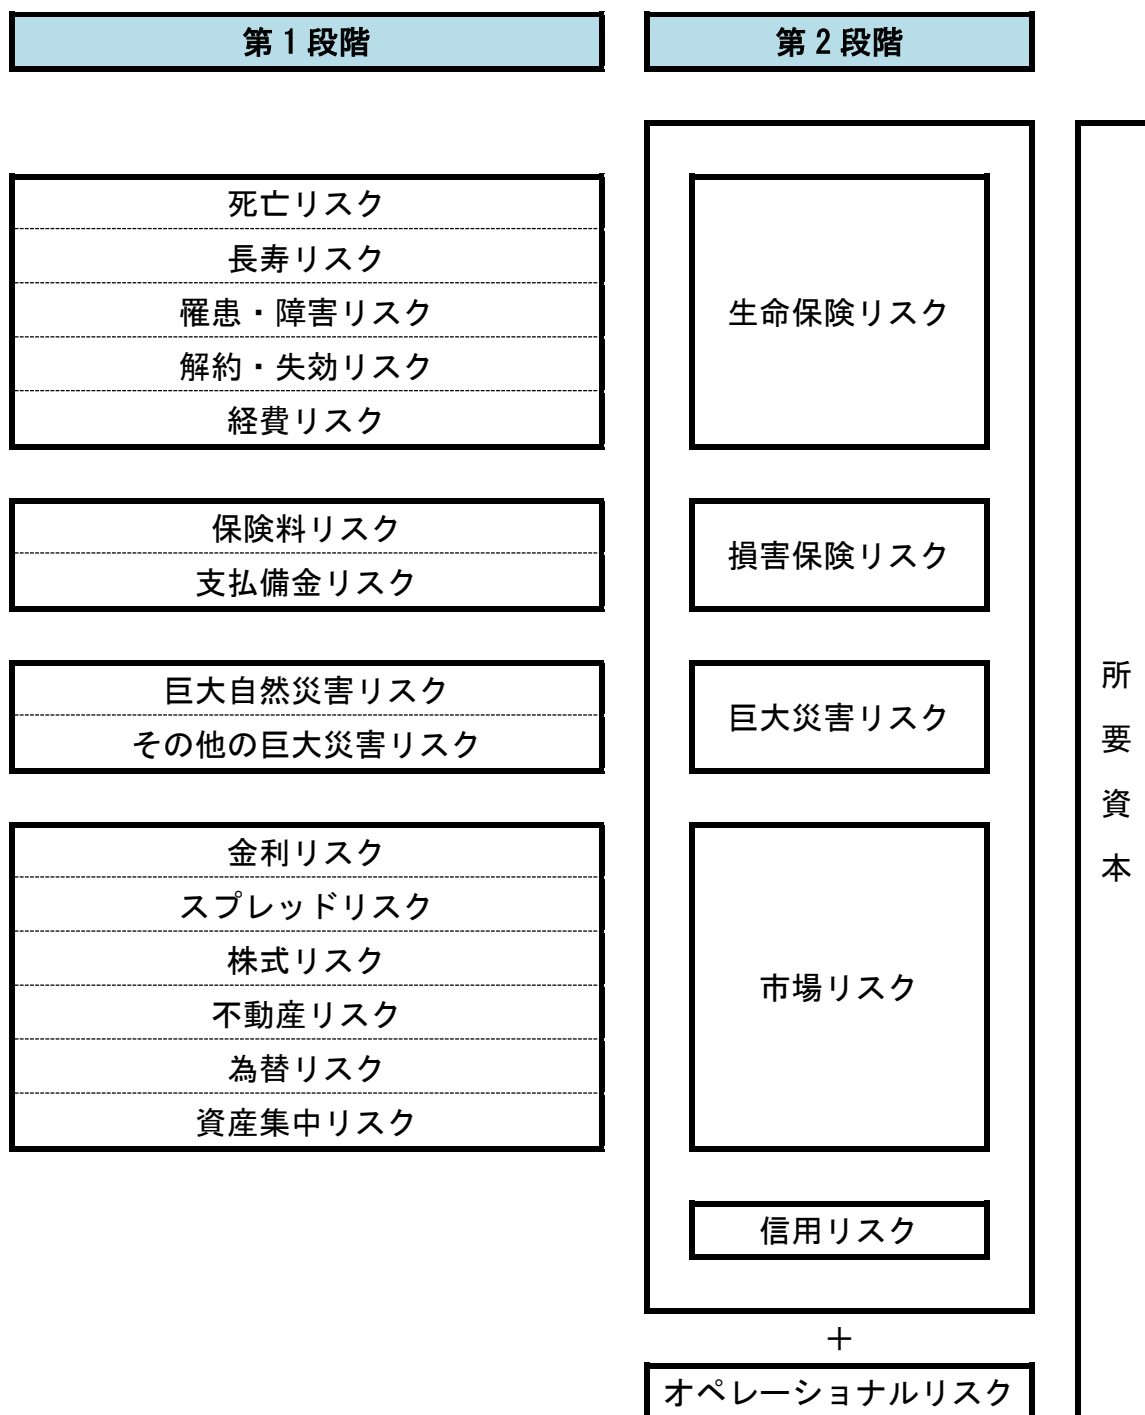 第1段階
第2段階
死亡リスク
長寿リスク
罹患・障害リスク
解約・失効リスク
経費リスク
生命保険リスク
保険料リスク
支払備金リスク
損害保険リスク
巨大自然災害リスク
その他の巨大災害リスク
巨大災害リスク
金利リスク
スプレッドリスク
株式リスク
不動産リスク
為替リスク
資産集中リスク
市場リスク
信用リスク
＋
オペレーショナルリスク
所要資本